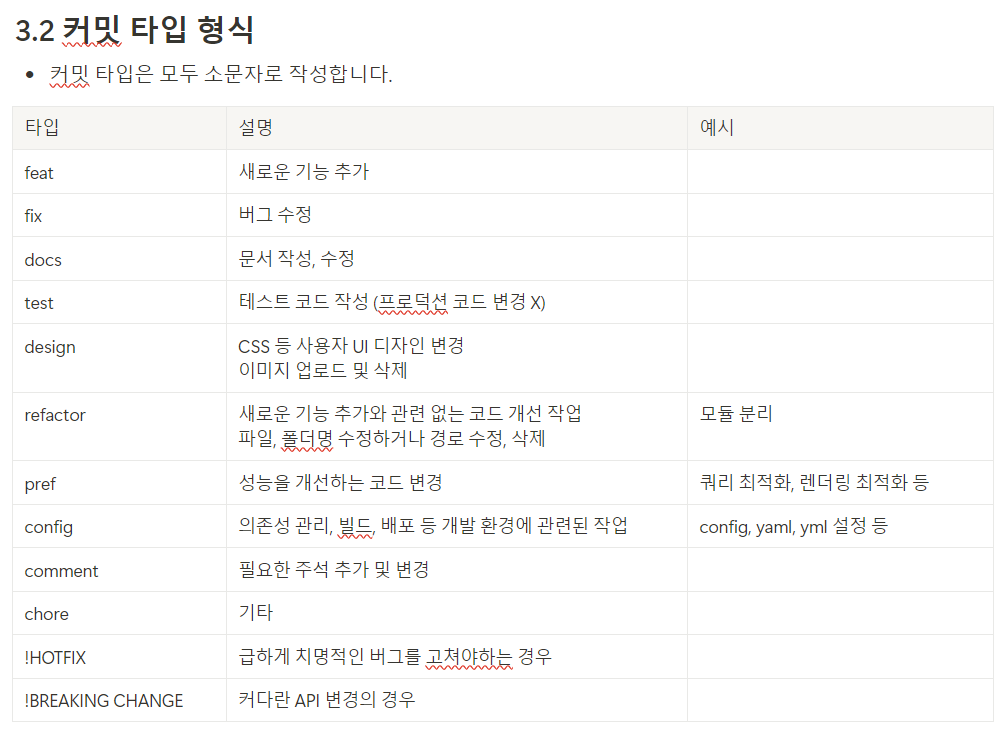 3.2 커밋 타입 형식
• 커밋 타입은 모두 소문자로 작성합니다.
타입 설명 예시
feat 새로운 기능 추가
fix 버그 수정
docs 문서 작성, 수정
test 테스트 코드 작성 (프로덕션 코드 변경 X)
design CSS 등 사용자 UI 디자인 변경
이미지 업로드 및 삭제
refactor 새로운 기능 추가와 관련 없는 코드 개선 작업 모듈 분리
파일, 폴더명 수정하거나 경로 수정, 삭제
pref 성능을 개선하는 코드 변경 쿼리 최적화, 렌더링 최적화 등
config 의존성 관리, 빌드, 배포 등 개발 환경에 관련된 작업 config, yaml, yml 설정 등
comment 필요한 주석 추가 및 변경
chore 기타
!HOTFIX 급하게 치명적인 버그를 고쳐야하는 경우
!BREAKING CHANGE 커다란 API 변경의 경우